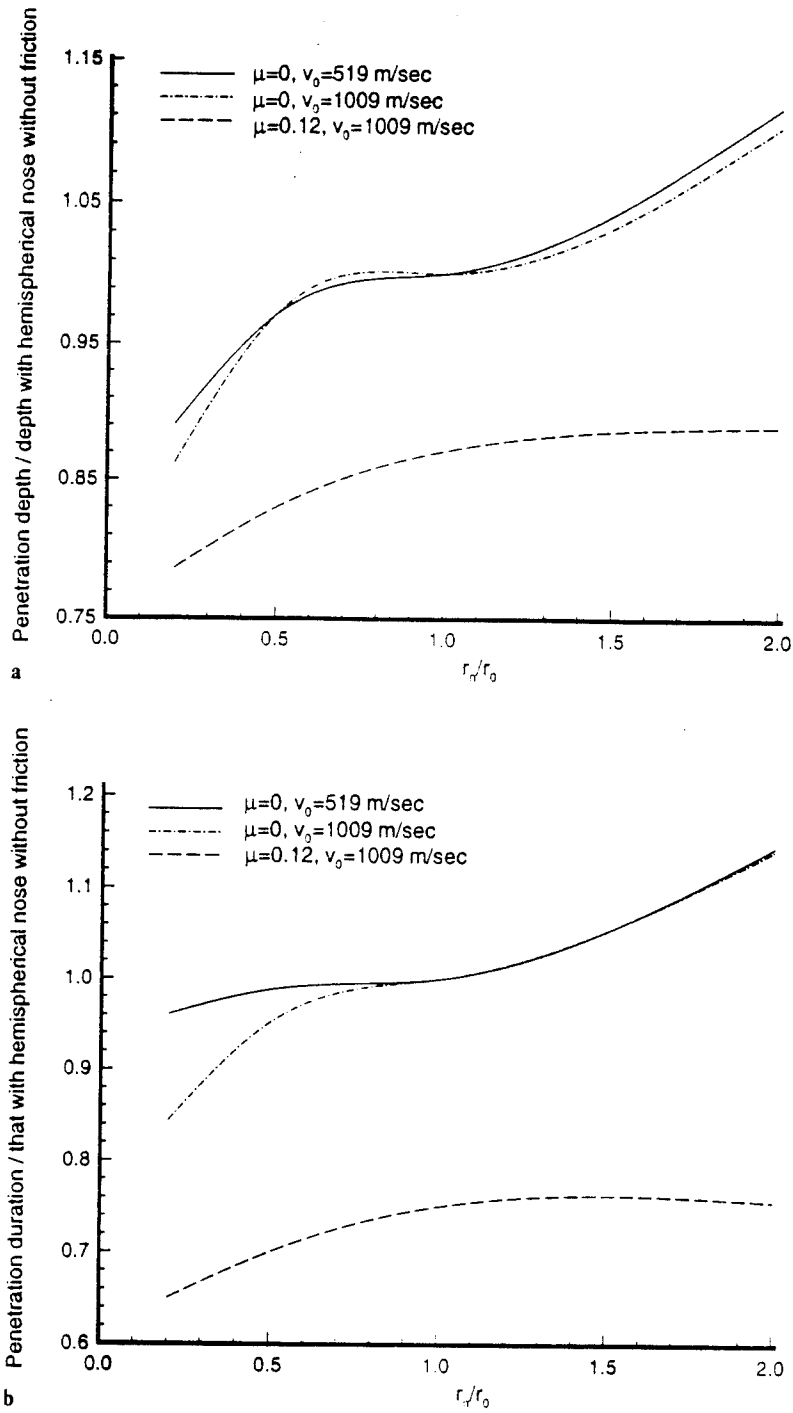 Penetration depth / depth with hemispherical nose without friction
1.15
1.05
0.95
0.85
0.75
μ=0, v₀=519 m/sec
μ=0, v₀=1009 m/sec
μ=0.12, v₀=1009 m/sec
0.0 0.5 1.0 1.5 2.0
rₙ/r₀
a
Penetration duration / that with hemispherical nose without friction
1.2
1.1
1.0
0.9
0.8
0.7
0.6
μ=0, v₀=519 m/sec
μ=0, v₀=1009 m/sec
μ=0.12, v₀=1009 m/sec
0.0 0.5 1.0 1.5 2.0
rₙ/r₀
b